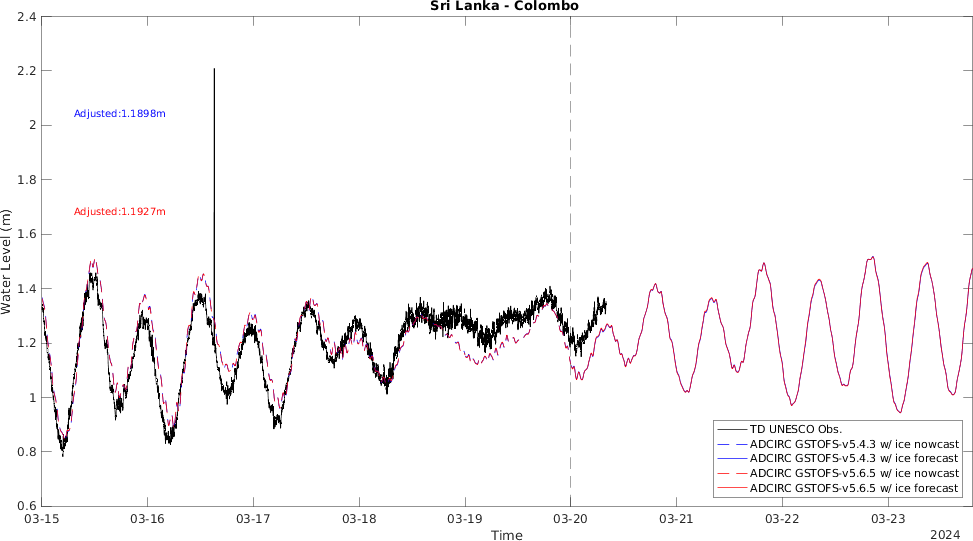 Sri Lanka - Colombo
2.4
2.2
2
1.8
1.6
1.4
1.2
1
0.8
0.6
Water Level (m)
Adjusted:1.1898m
Adjusted:1.1927m
TD UNESCO Obs.
ADCIRC GSTOFS-v5.4.3 w/ ice nowcast
ADCIRC GSTOFS-v5.4.3 w/ ice forecast
ADCIRC GSTOFS-v5.6.5 w/ ice nowcast
ADCIRC GSTOFS-v5.6.5 w/ ice forecast
03-15 03-16 03-17 03-18 03-19 03-20 03-21 03-22 03-23
Time
2024